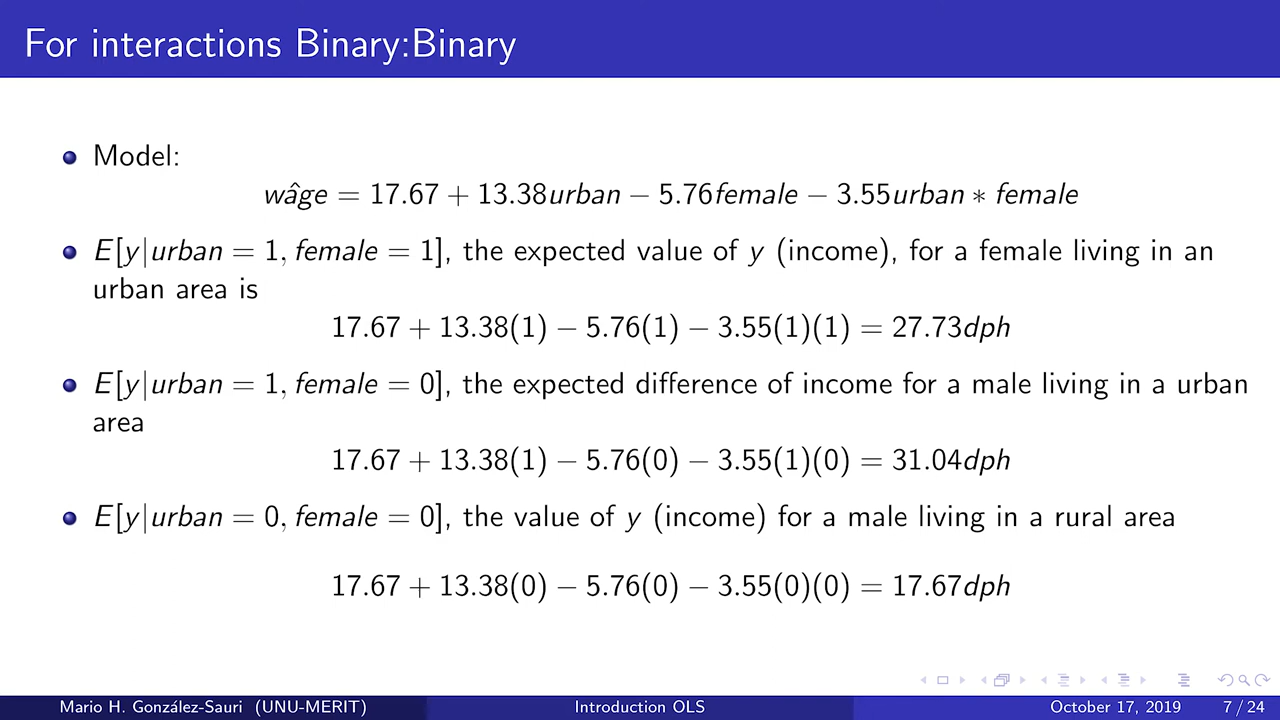 For interactions Binary:Binary
Model:
wâge = 17.67 + 13.38urban − 5.76female − 3.55urban ∗ female
E[y|urban = 1, female = 1], the expected value of y (income), for a female living in an
urban area is
17.67 + 13.38(1) − 5.76(1) − 3.55(1)(1) = 27.73dph
E[y|urban = 1, female = 0], the expected difference of income for a male living in a urban
area
17.67 + 13.38(1) − 5.76(0) − 3.55(1)(0) = 31.04dph
E[y|urban = 0, female = 0], the value of y (income) for a male living in a rural area
17.67 + 13.38(0) − 5.76(0) − 3.55(0)(0) = 17.67dph
Mario H. González-Sauri (UNU-MERIT) Introduction OLS October 17, 2019 7 / 24